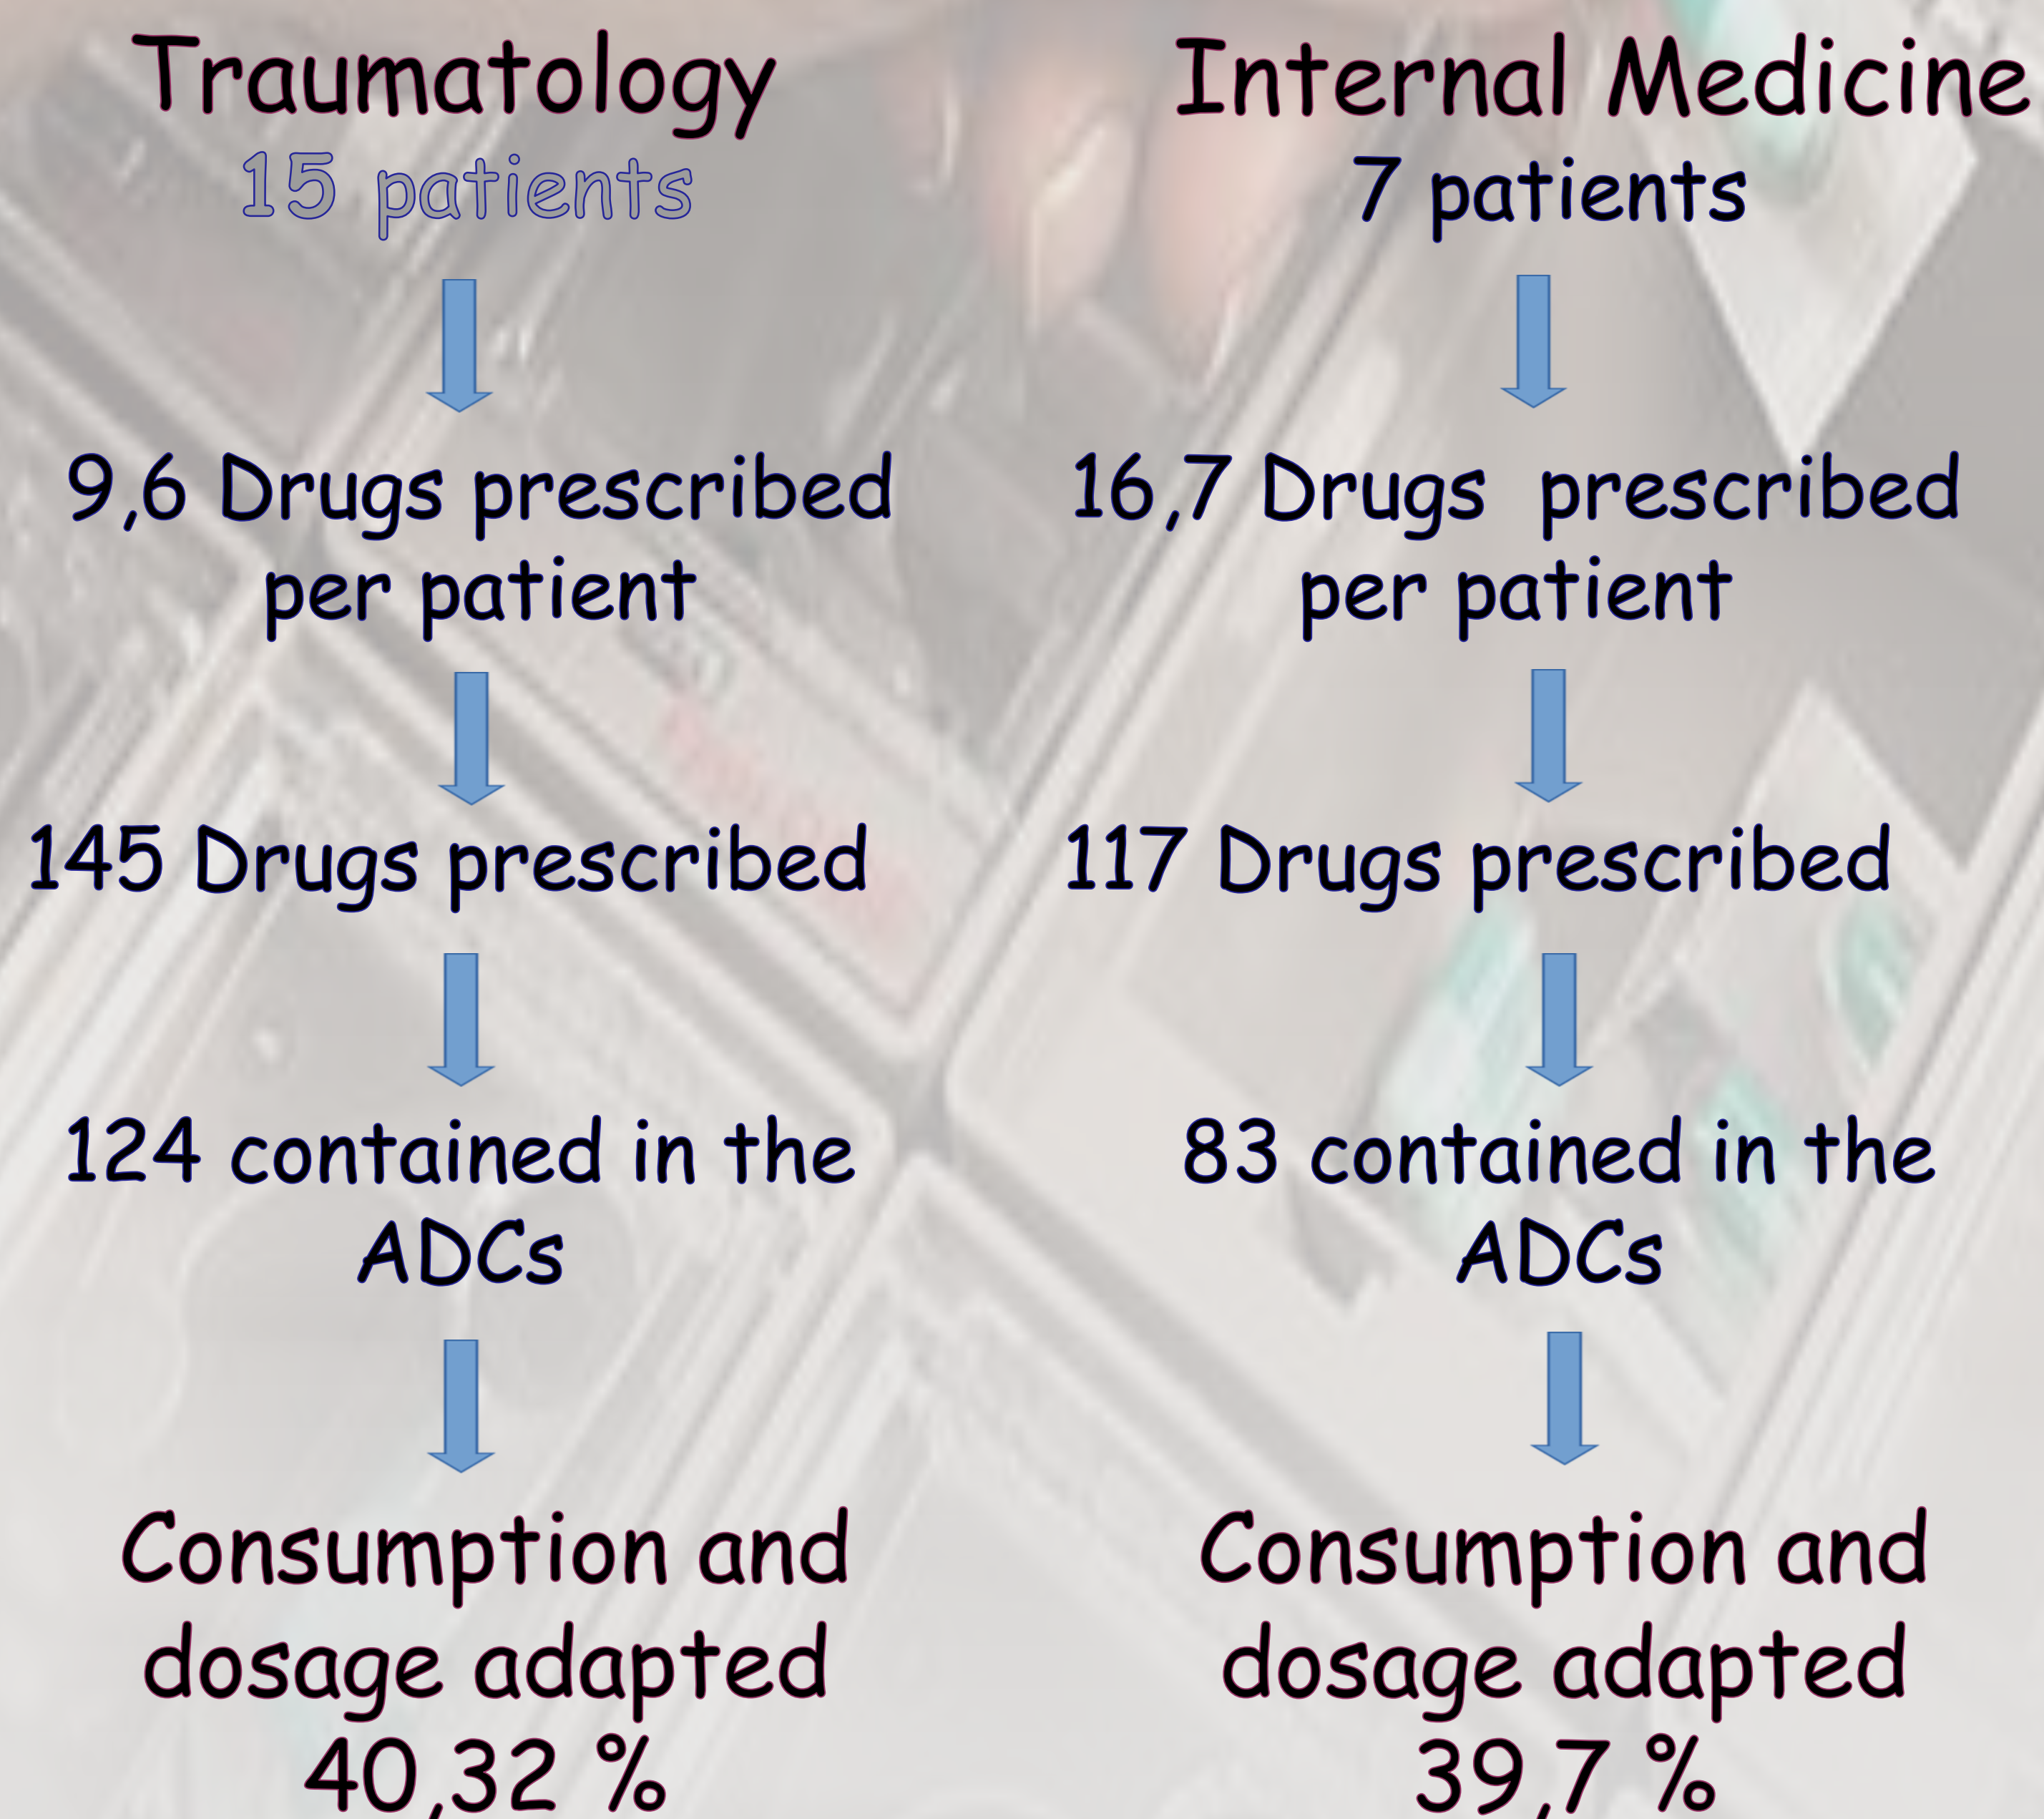 Traumatology
15 patients
9,6 Drugs prescribed
per patient
145 Drugs prescribed
124 contained in the
ADCs
Consumption and
dosage adapted
40,32 %
Internal Medicine
7 patients
16,7 Drugs prescribed
per patient
117 Drugs prescribed
83 contained in the
ADCs
Consumption and
dosage adapted
39,7 %